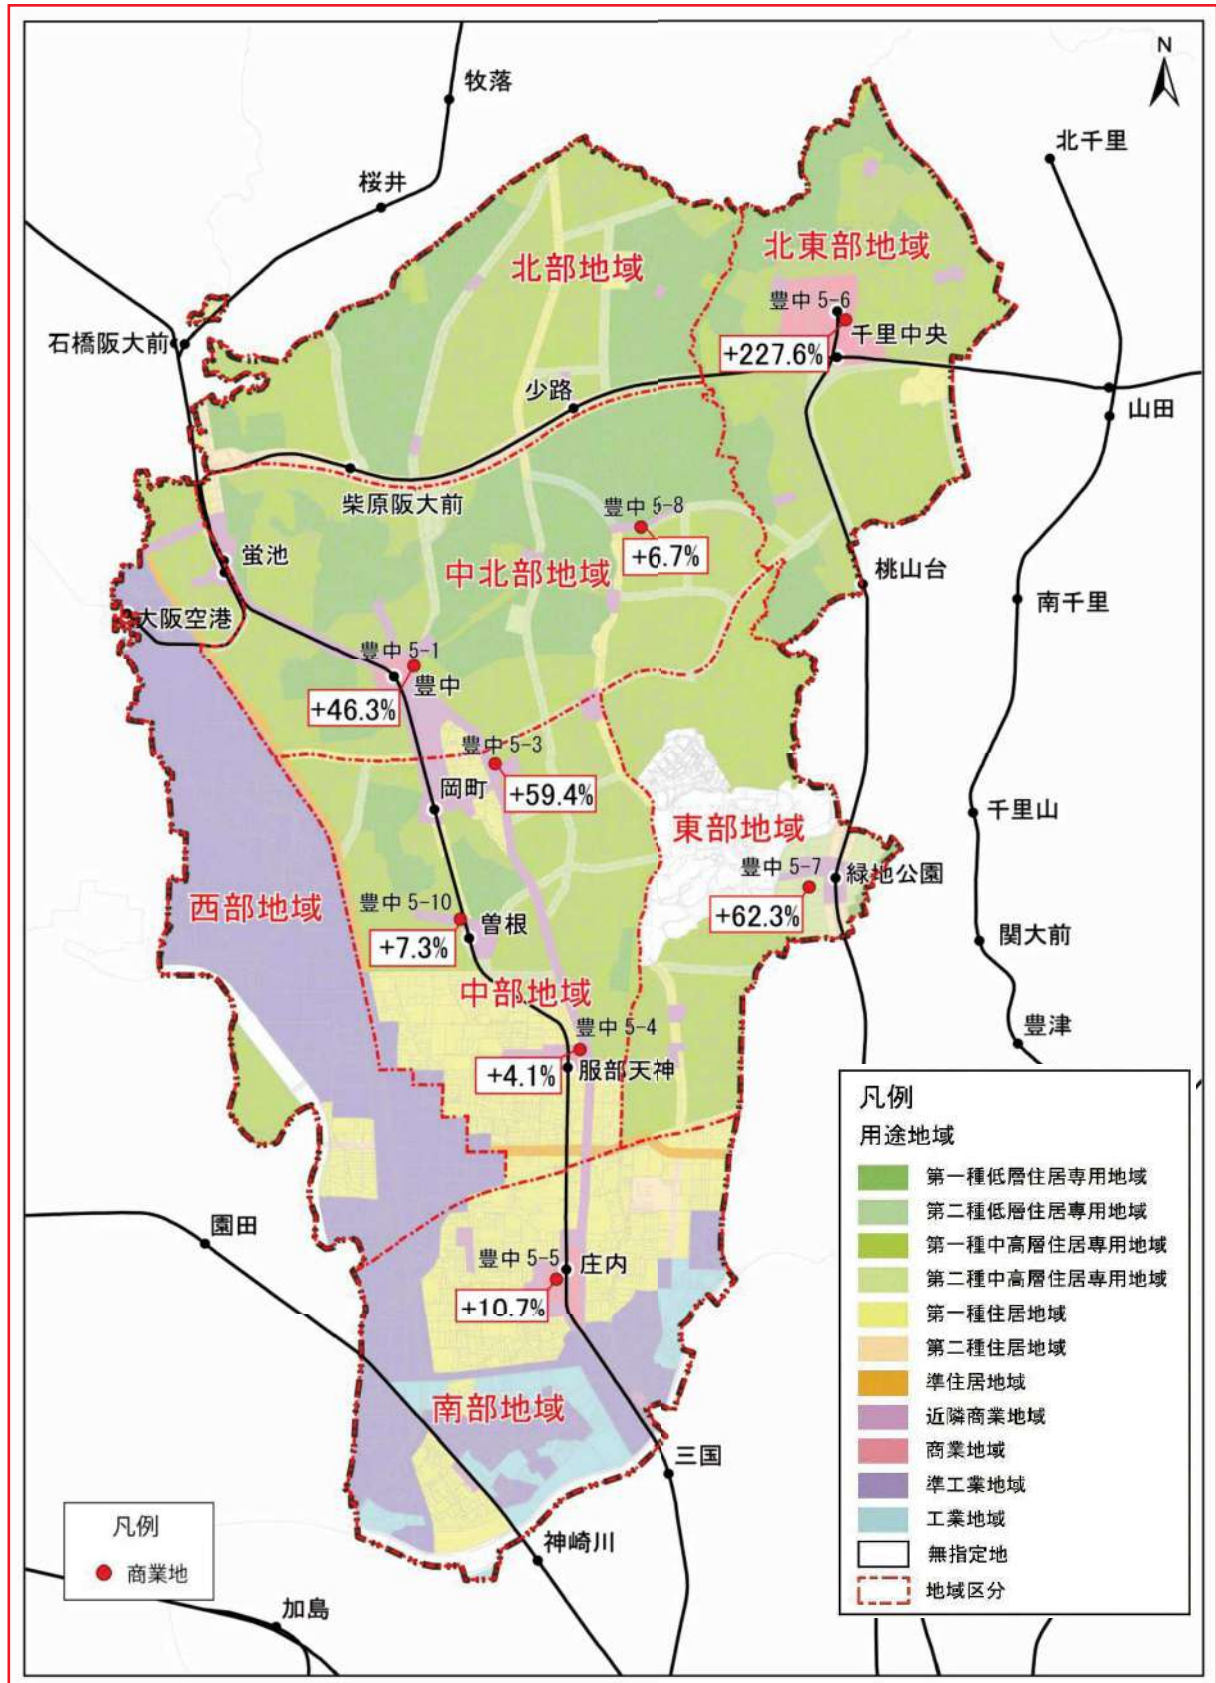 N
牧落
北千里
桜井
北東部地域
北部地域
豊中 5-6
石橋阪大前
千里中央
+227.6%
少路
山田
柴原阪大前
豊中 5-8
+6.7%
蛍池
中北部地域
桃山台
南千里
大阪空港
豊中 5-1
豊中
+46.3%
豊中 5-3
+59.4%
岡町
千里山
東部地域
豊中 5-7
緑地公園
西部地域
豊中 5-10
+62.3%
曽根
+7.3%
関大前
中部地域
豊中 5-4
豊津
+4.1%
服部天神
園田
豊中 5-5
庄内
+10.7%
南部地域
三国
神崎川
加島
凡例
商業地
凡例
用途地域
第一種低層住居専用地域
第二種低層住居専用地域
第一種中高層住居専用地域
第二種中高層住居専用地域
第一種住居地域
第二種住居地域
準住居地域
近隣商業地域
商業地域
準工業地域
工業地域
無指定地
地域区分